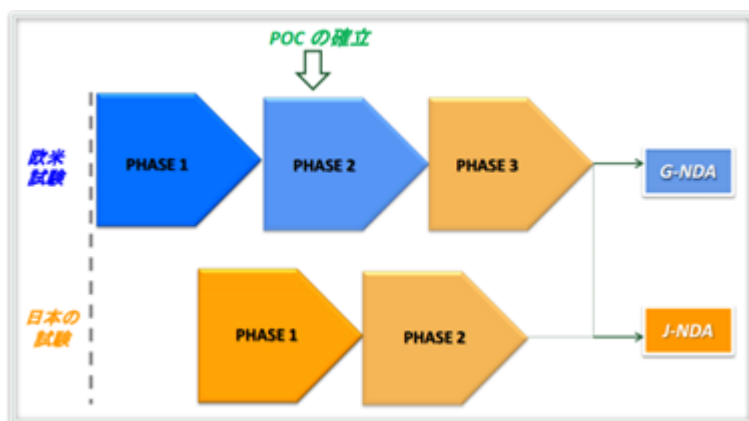 POC の確立
欧米
試験
PHASE 1
PHASE 2
PHASE 3
G-NDA
日本の
試験
PHASE 1
PHASE 2
J-NDA